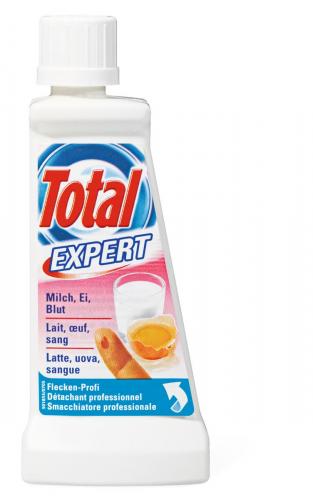 Total
EXPERT
Milch, Ei,
Blut
Lait, œuf,
sang
Latte, uova,
sangue
Flecken-Profi
Détachant professionnel
Smacchiatore professionale